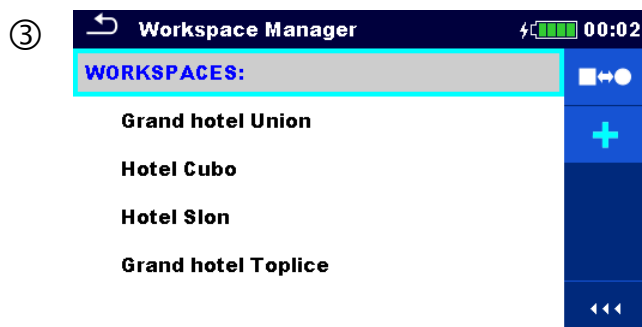 ③
Workspace Manager 00:02
WORKSPACES:
Grand hotel Union
Hotel Cubo
Hotel Slon
Grand hotel Toplice